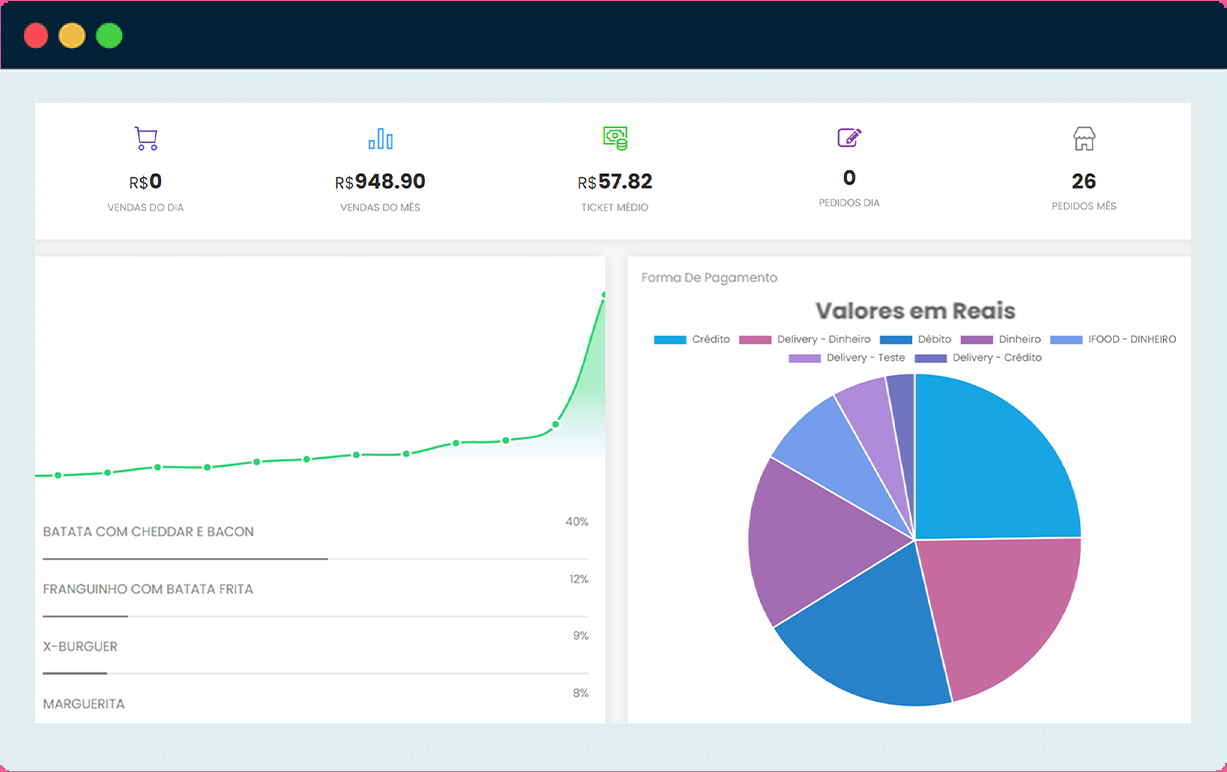 R$0
VENDAS DO DIA
R$948.90
VENDAS DO MÊS
R$57.82
TICKET MÉDIO
0
PEDIDOS DIA
26
PEDIDOS MÊS
BATATA COM CHEDDAR E BACON 40%
FRANGUINHO COM BATATA FRITA 12%
X-BURGUER 9%
MARGUERITA 8%
Forma De Pagamento
Valores em Reais
Crédito Delivery - Dinheiro Débito Dinheiro IFOOD - DINHEIRO
Delivery - Teste Delivery - Crédito